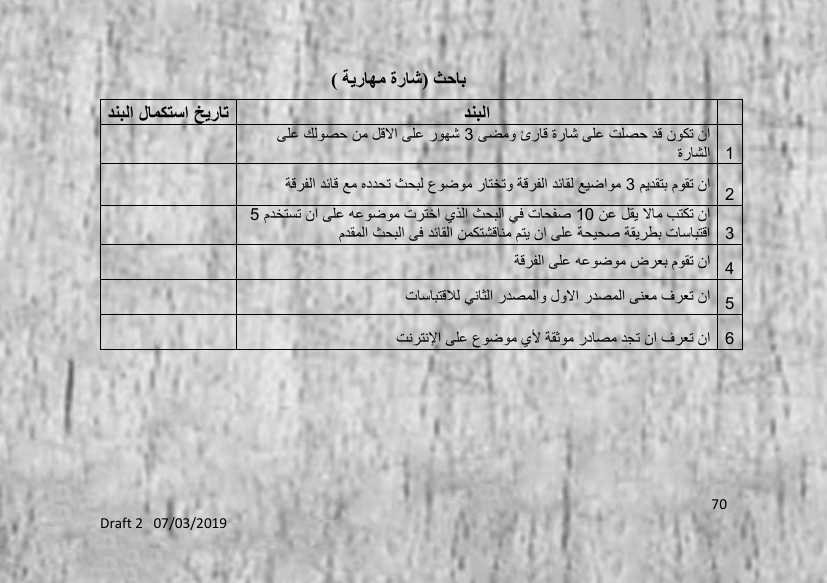 باحث (شارة مهارية )
البند تاريخ استكمال البند
ان تكون قد حصلت على شارة قارئ ومضى 3 شهور على الاقل من حصولك على
1 الشارة
2 ان تقوم بتقديم 3 مواضيع لقائد الفرقة وتختار موضوع لبحث تحدده مع قائد الفرقة
ان تكتب مالا يقل عن 10 صفحات في البحث الذي اخترت موضوعه على ان تستخدم 5
3 اقتباسات بطريقة صحيحة على ان يتم مناقشتكمن القائد فى البحث المقدم
4 ان تقوم بعرض موضوعه على الفرقة
5 ان تعرف معنى المصدر الاول والمصدر الثاني للاقتباسات
6 ان تعرف ان تجد مصادر موثقة لأي موضوع على الإنترنت
70
Draft 2 07/03/2019